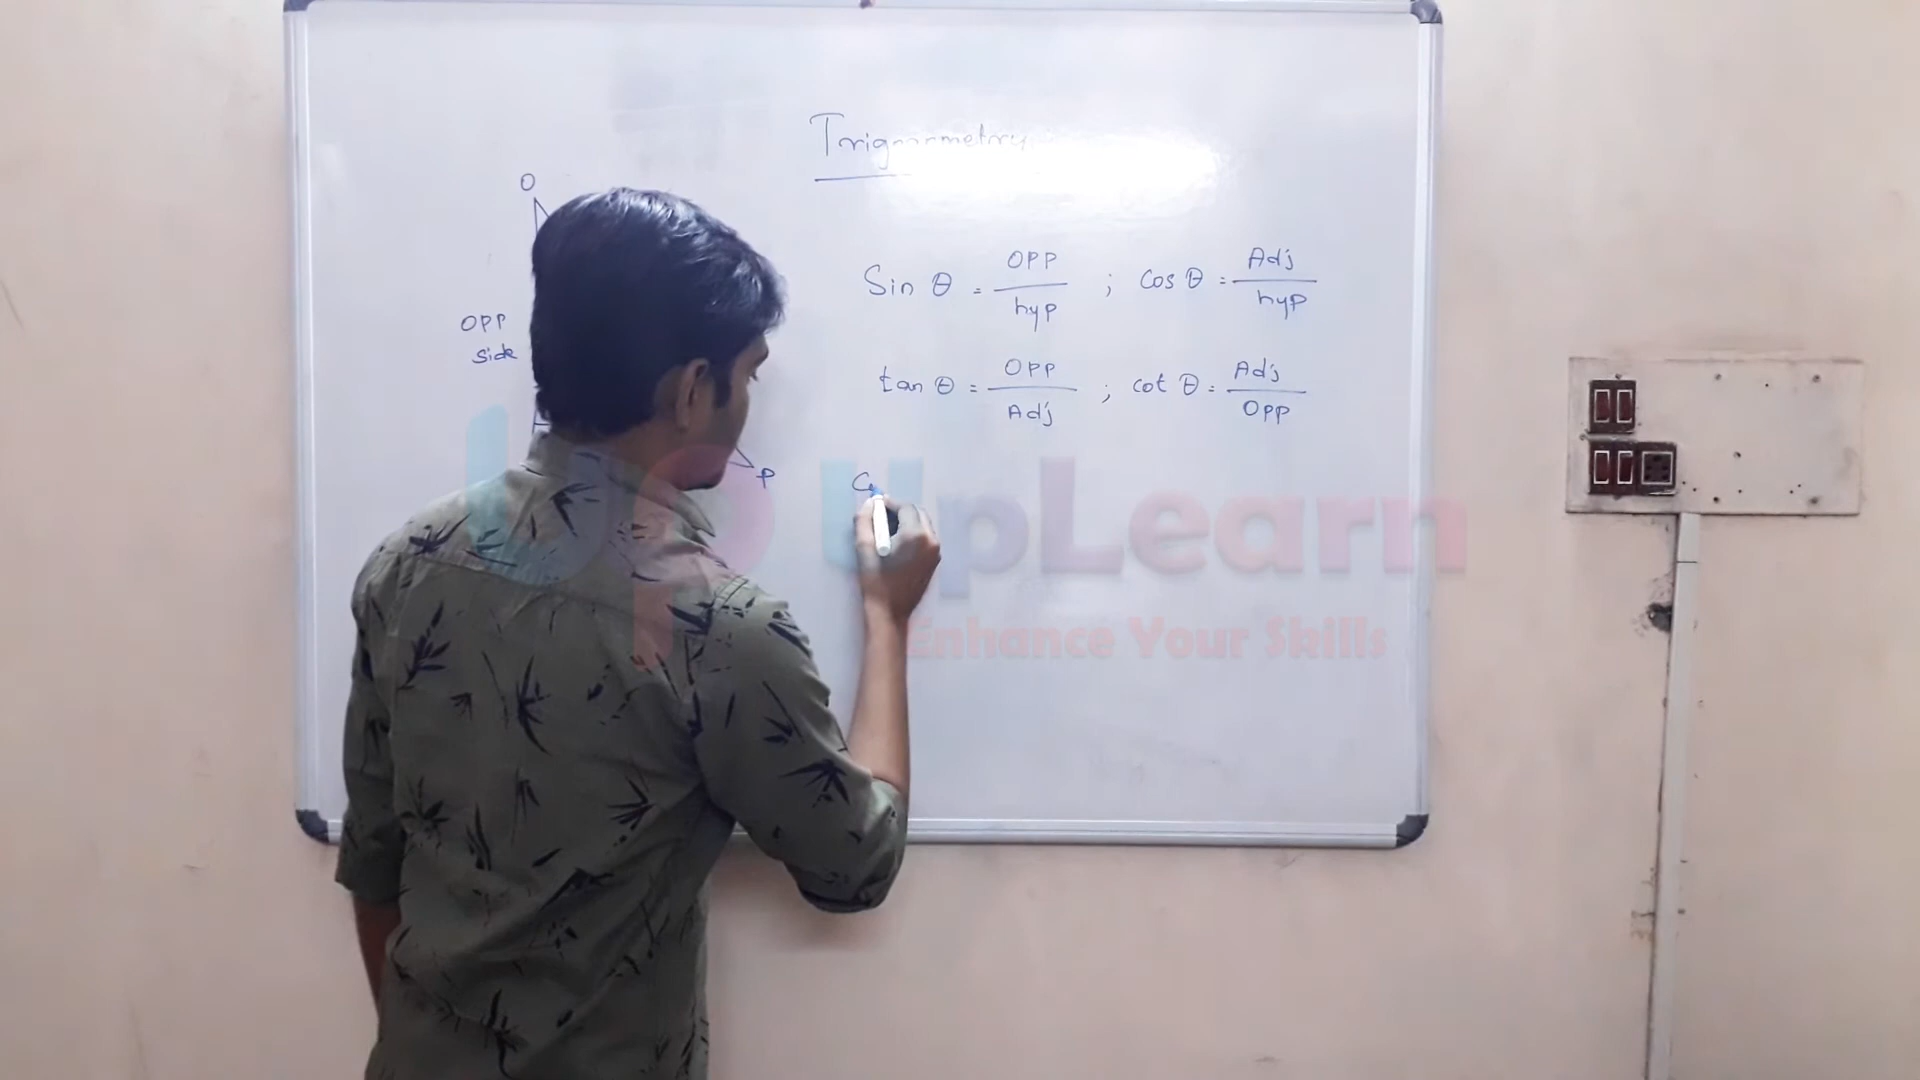 Trigonometry
O
Sin θ = OPP / hyp ; Cos θ = Adj / hyp
OPP
side
tan θ = OPP / Adj ; cot θ = Adj / OPP
P
UP UpLearn
Enhance Your Skills